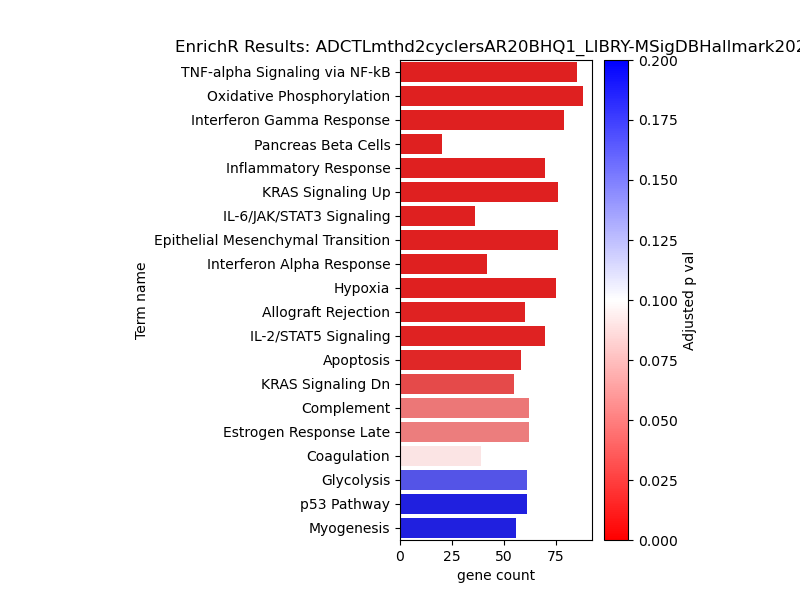 EnrichR Results: ADCTLmthd2cyclersAR20BHQ1_LIBRY-MSigDBHallmark202
TNF-alpha Signaling via NF-kB
Oxidative Phosphorylation
Interferon Gamma Response
Pancreas Beta Cells
Inflammatory Response
KRAS Signaling Up
IL-6/JAK/STAT3 Signaling
Epithelial Mesenchymal Transition
Interferon Alpha Response
Hypoxia
Allograft Rejection
IL-2/STAT5 Signaling
Apoptosis
KRAS Signaling Dn
Complement
Estrogen Response Late
Coagulation
Glycolysis
p53 Pathway
Myogenesis
Term name
0 25 50 75
gene count
0.200
0.175
0.150
0.125
0.100
0.075
0.050
0.025
0.000
Adjusted p val